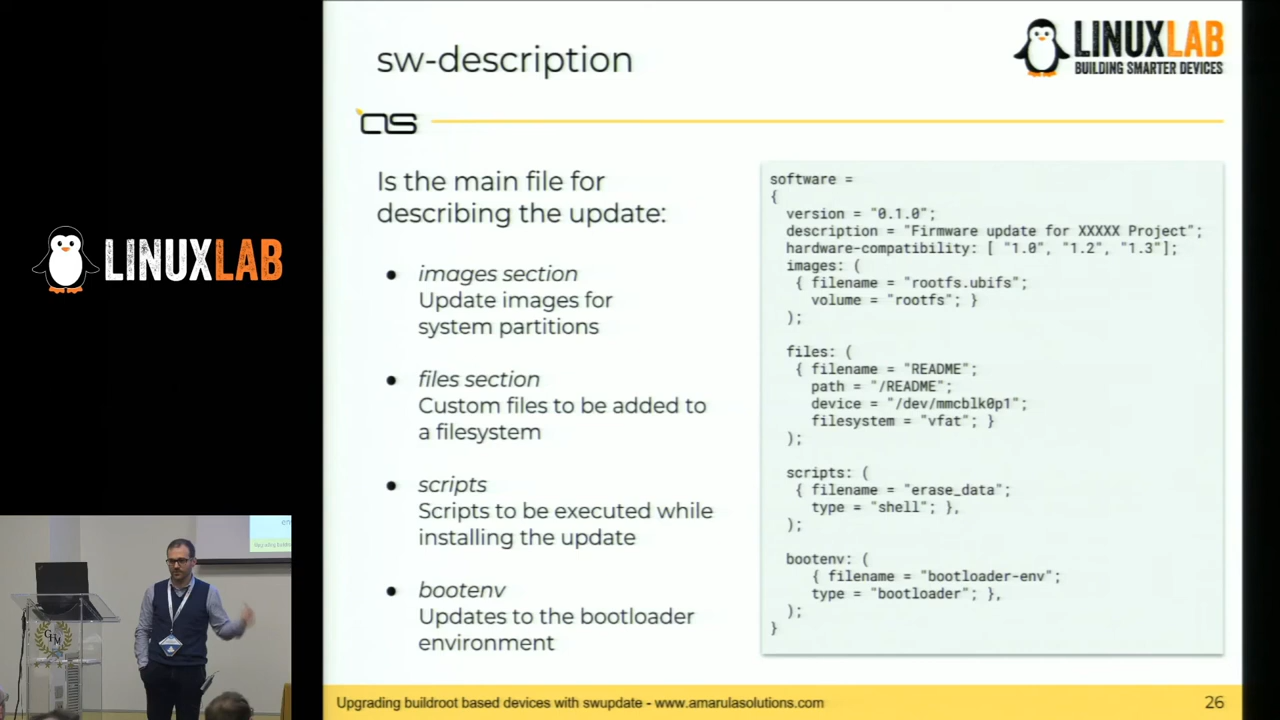 LINUXLAB
sw-description
LINUXLAB
BUILDING SMARTER DEVICES
as
Is the main file for
describing the update:
● images section
Update images for
system partitions
● files section
Custom files to be added to
a filesystem
● scripts
Scripts to be executed while
installing the update
● bootenv
Updates to the bootloader
environment
software =
{
version = "0.1.0";
description = "Firmware update for XXXXX Project";
hardware-compatibility: [ "1.0", "1.2", "1.3"];
images: (
{ filename = "rootfs.ubifs";
volume = "rootfs"; }
);
files: (
{ filename = "README";
path = "/README";
device = "/dev/mmcblk0p1";
filesystem = "vfat"; }
);
scripts: (
{ filename = "erase_data";
type = "shell"; },
);
bootenv: (
{ filename = "bootloader-env";
type = "bootloader"; },
);
}
Upgrading buildroot based devices with swupdate - www.amarulasolutions.com
26